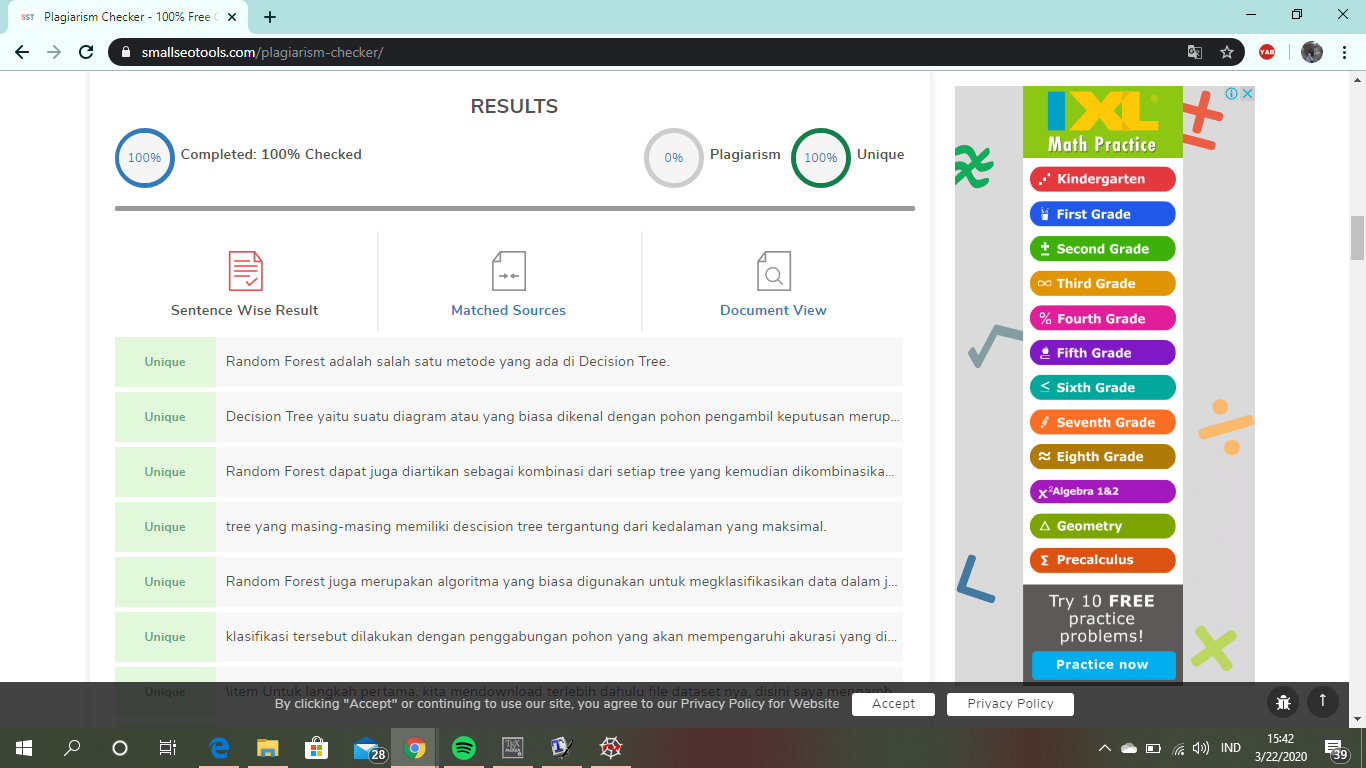 SST Plagiarism Checker - 100% Free
smallseotools.com/plagiarism-checker/
YAB
RESULTS
100% Completed: 100% Checked
0% Plagiarism
100% Unique
Sentence Wise Result
Matched Sources
Document View
Unique Random Forest adalah salah satu metode yang ada di Decision Tree.
Unique Decision Tree yaitu suatu diagram atau yang biasa dikenal dengan pohon pengambil keputusan merup...
Unique Random Forest dapat juga diartikan sebagai kombinasi dari setiap tree yang kemudian dikombinasika...
Unique tree yang masing-masing memiliki descision tree tergantung dari kedalaman yang maksimal.
Unique Random Forest juga merupakan algoritma yang biasa digunakan untuk megklasifikasikan data dalam j...
Unique klasifikasi tersebut dilakukan dengan penggabungan pohon yang akan mempengaruhi akurasi yang di...
Unique \item Untuk langkah pertama, kita mendownload terlebih dahulu file dataset nya, disini saya mengamb...
By clicking "Accept" or continuing to use our site, you agree to our Privacy Policy for Website
Accept
Privacy Policy
IXL®
Math Practice
Kindergarten
First Grade
Second Grade
Third Grade
Fourth Grade
Fifth Grade
Sixth Grade
Seventh Grade
Eighth Grade
x² Algebra 1&2
Geometry
Precalculus
Try 10 FREE
practice
problems!
Practice now
28
TEX
MAKER
IND
15:42
3/22/2020
39